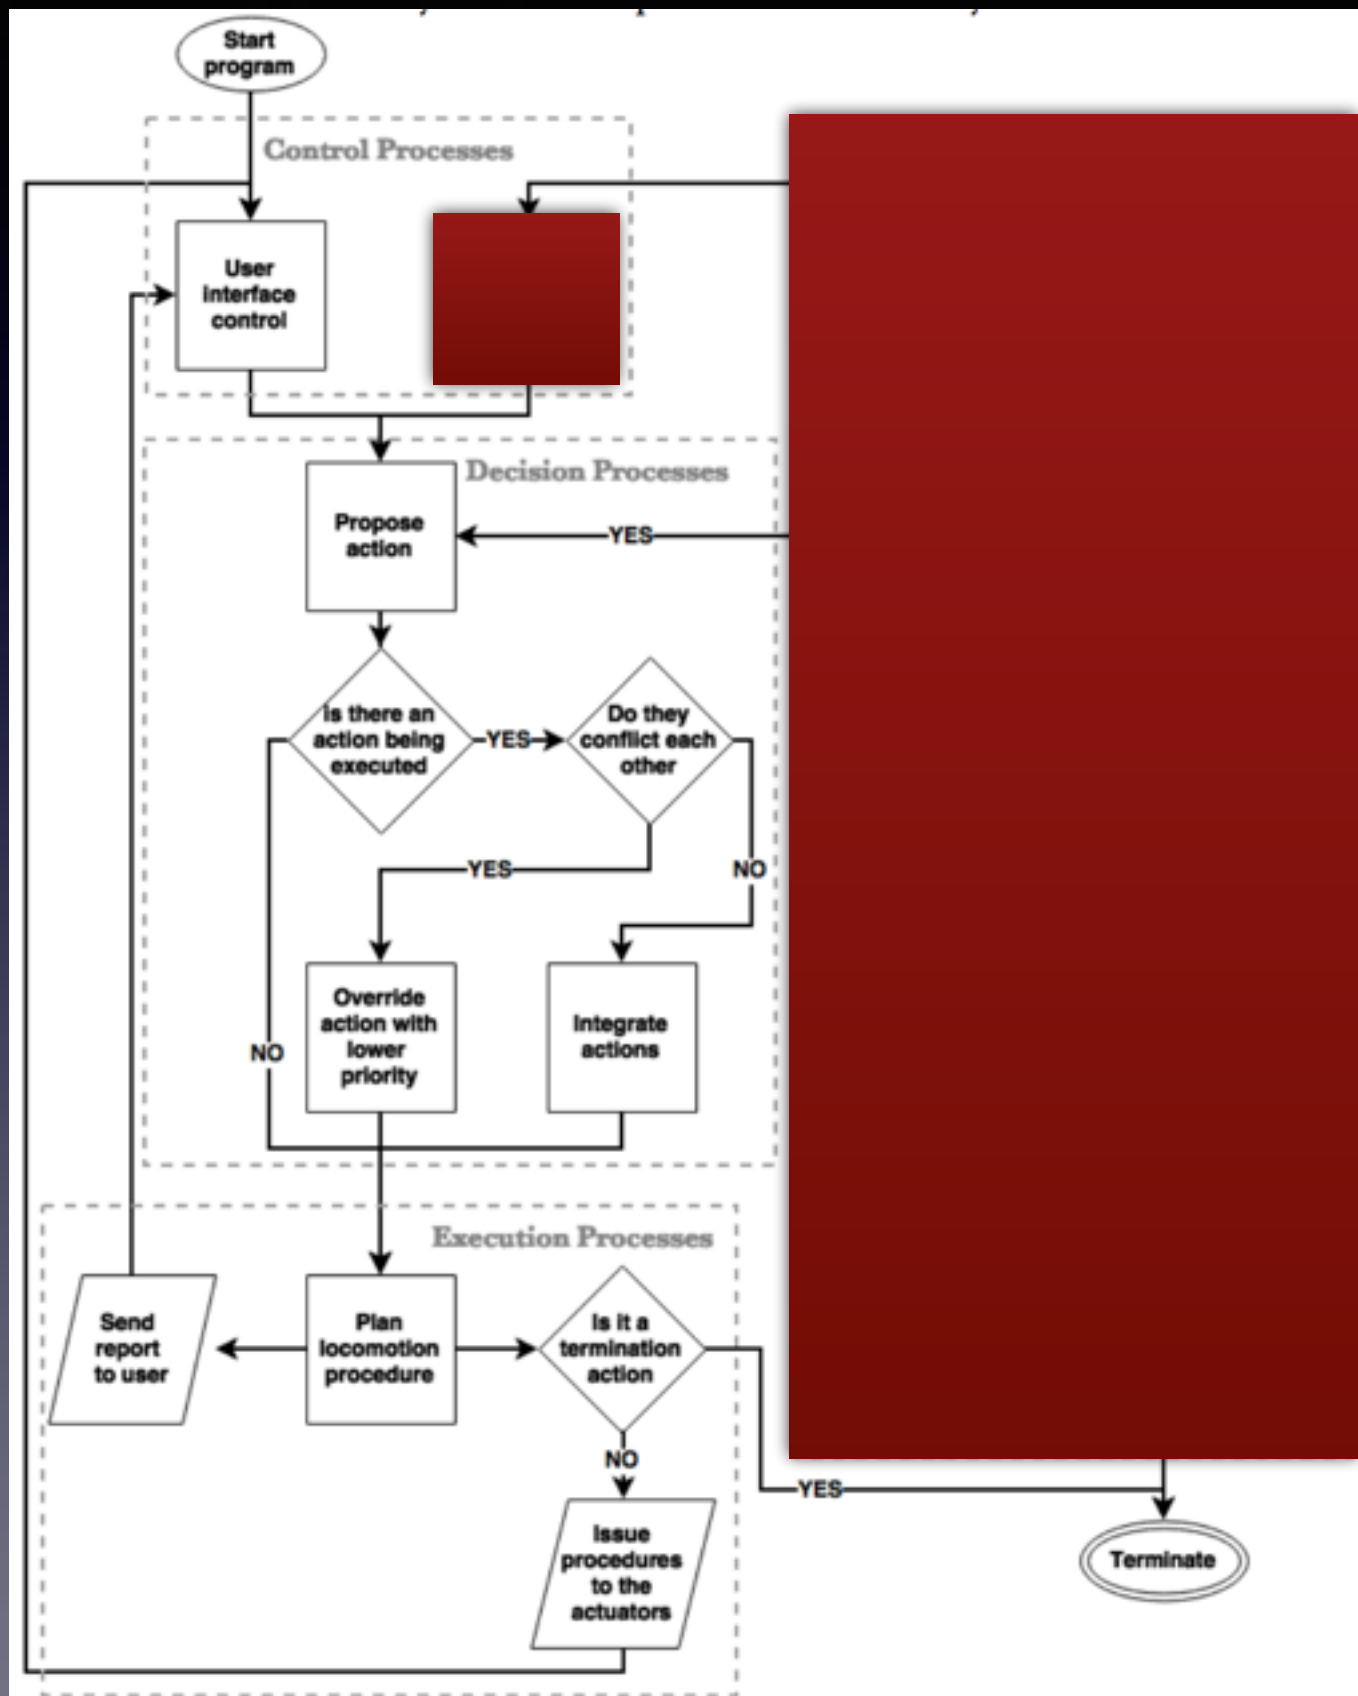 Start
program
Control Processes
User
interface
control
Decision Processes
Propose
action
YES
Is there an
action being
executed
YES
Do they
conflict each
other
YES
NO
Override
action with
lower
priority
Integrate
actions
NO
Execution Processes
Send
report
to user
Plan
locomotion
procedure
Is it a
termination
action
NO
YES
Issue
procedures
to the
actuators
Terminate